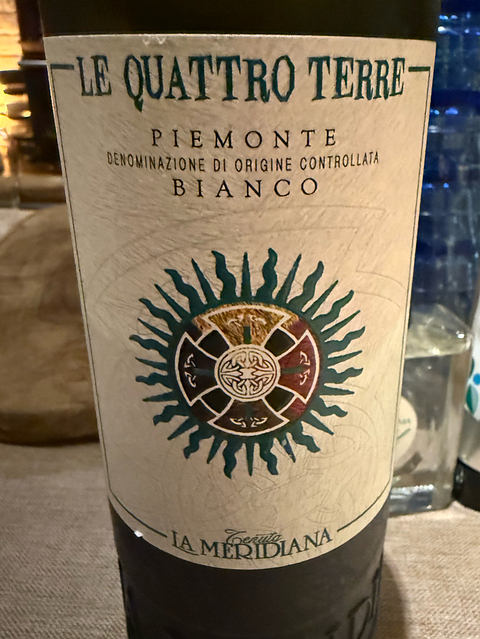 LE QUATTRO TERRE
PIEMONTE
DENOMINAZIONE DI ORIGINE CONTROLLATA
BIANCO
Tenuta
LA MERIDIANA